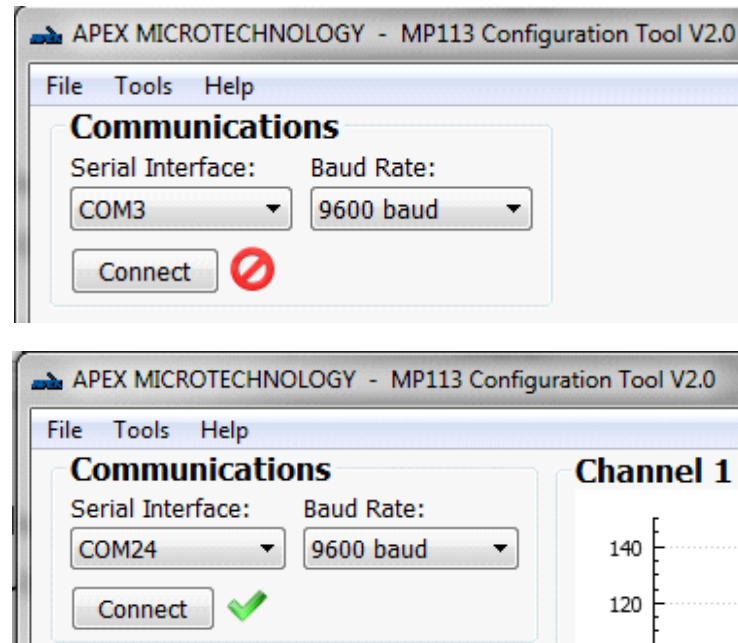 APEX MICROTECHNOLOGY - MP113 Configuration Tool V2.0
File Tools Help
Communications
Serial Interface: Baud Rate:
COM3 9600 baud
Connect
APEX MICROTECHNOLOGY - MP113 Configuration Tool V2.0
File Tools Help
Communications Channel 1
Serial Interface: Baud Rate:
COM24 9600 baud 140
Connect 120